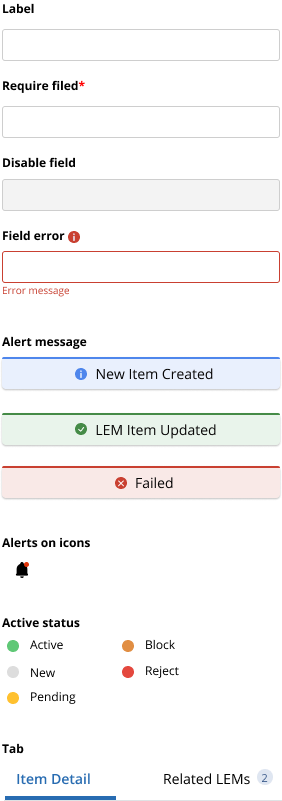 Label
Require filed*
Disable field
Field error
Error message
Alert message
New Item Created
LEM Item Updated
Failed
Alerts on icons
Active status
Active Block
New Reject
Pending
Tab
Item Detail Related LEMs 2